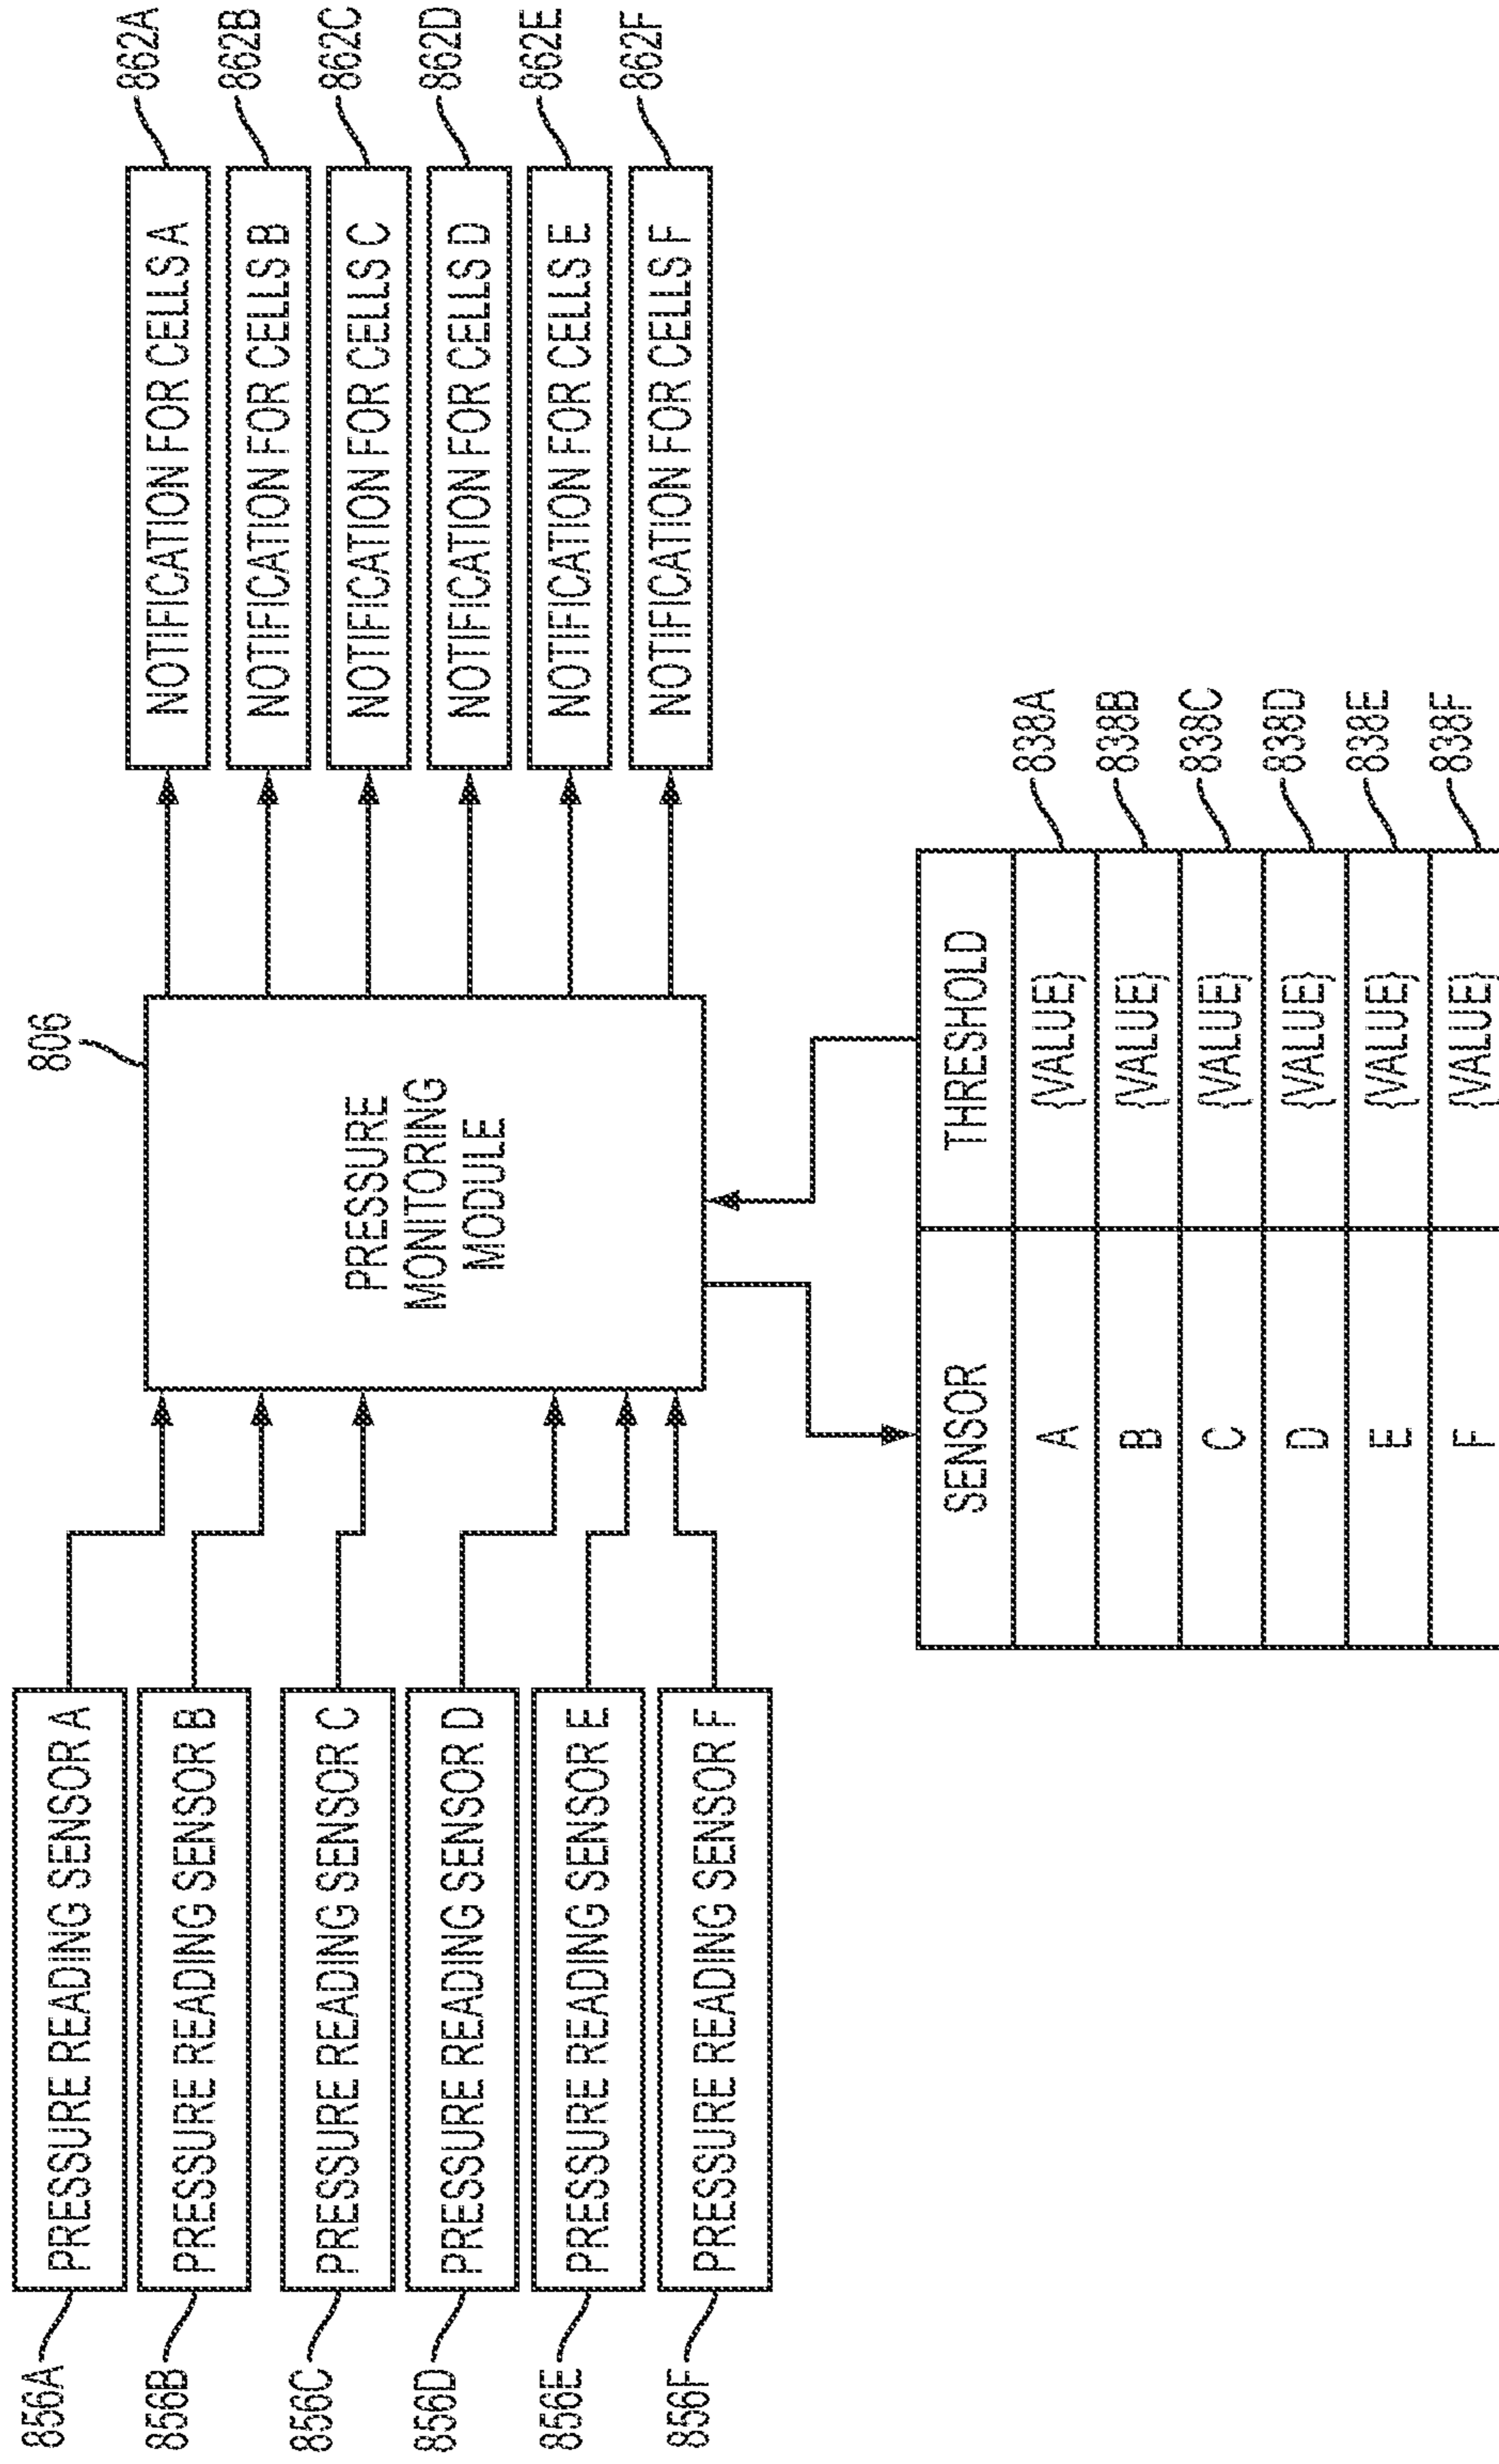 856A
PRESSURE READING SENSOR A
856B
PRESSURE READING SENSOR B
856C
PRESSURE READING SENSOR C
856D
PRESSURE READING SENSOR D
856E
PRESSURE READING SENSOR E
856F
PRESSURE READING SENSOR F
806
PRESSURE
MONITORING
MODULE
NOTIFICATION FOR CELLS A
862A
NOTIFICATION FOR CELLS B
862B
NOTIFICATION FOR CELLS C
862C
NOTIFICATION FOR CELLS D
862D
NOTIFICATION FOR CELLS E
862E
NOTIFICATION FOR CELLS F
862F
SENSOR THRESHOLD
A {VALUE} 838A
B {VALUE} 838B
C {VALUE} 838C
D {VALUE} 838D
E {VALUE} 838E
F {VALUE} 838F